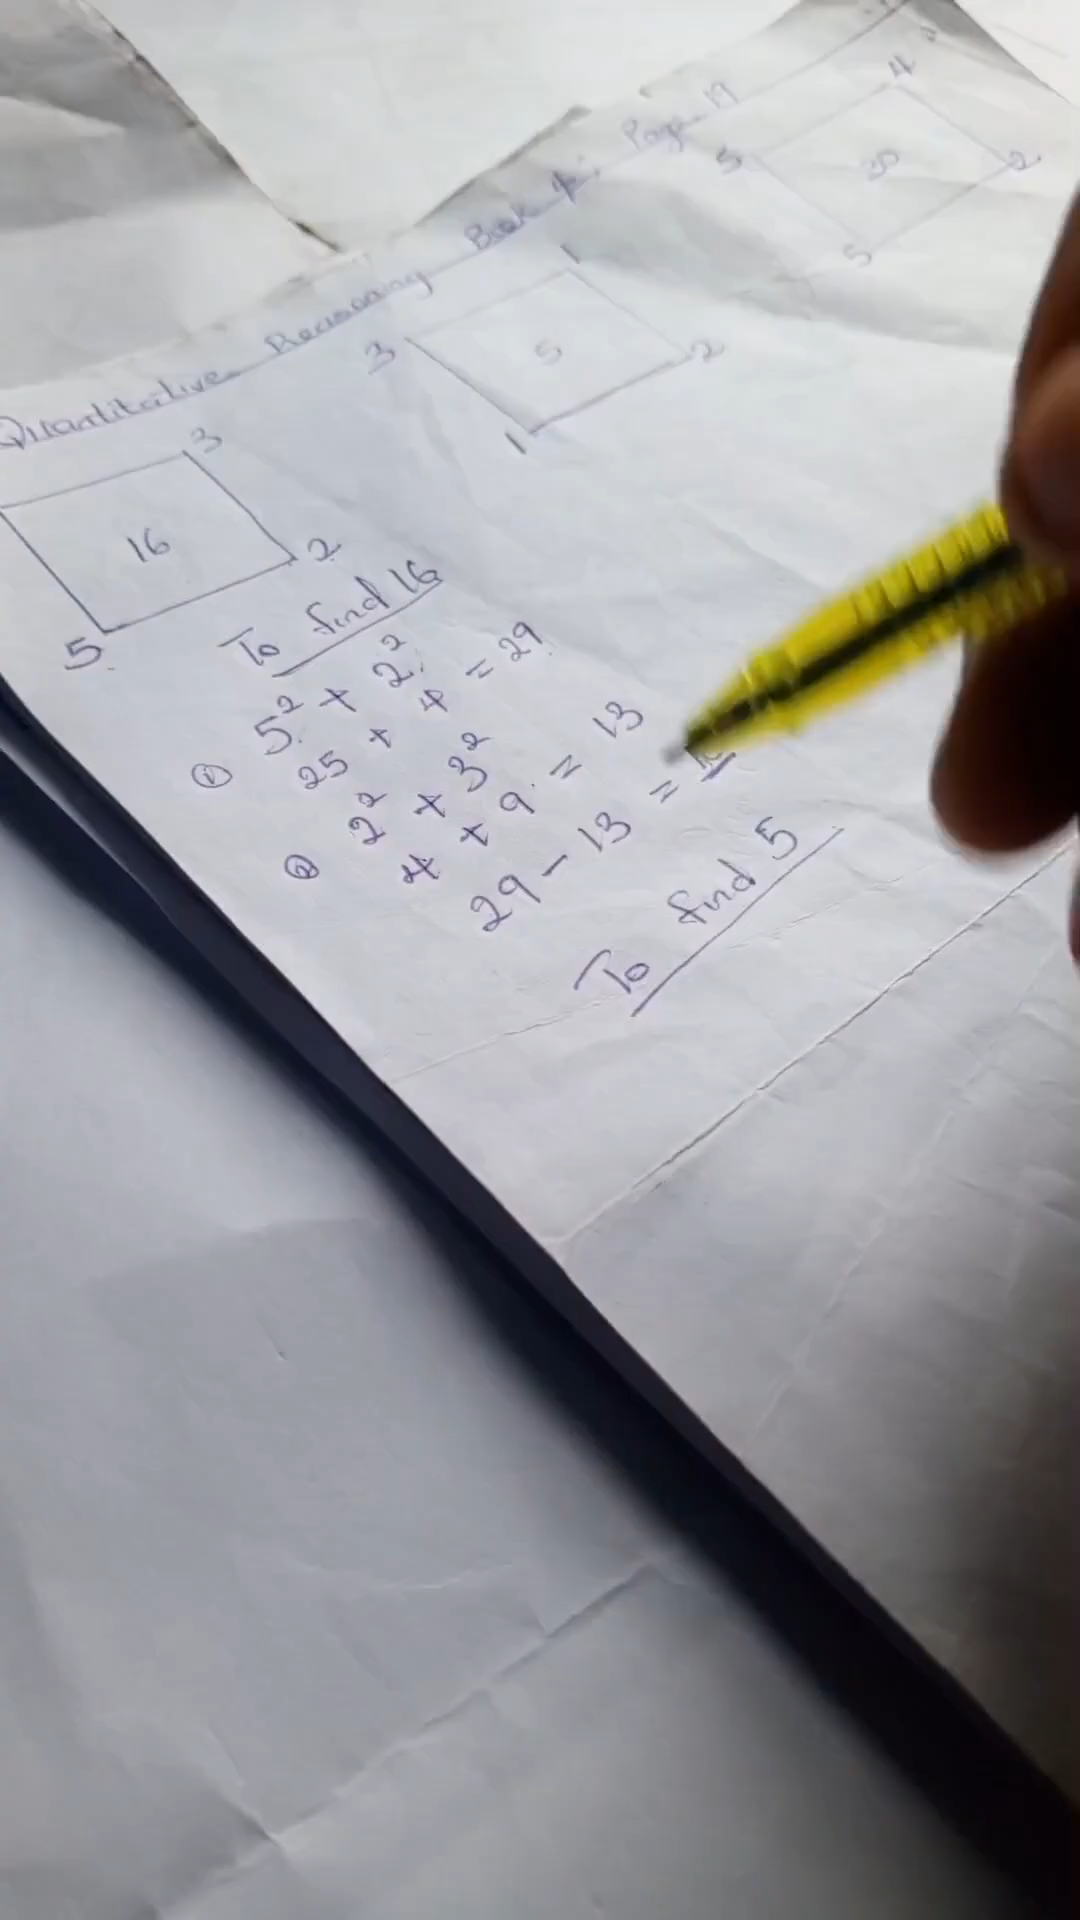 Quantitative Reasoning Book 4: Page 19
3
16
2
5
1
3
5
2
1
4
5
30
2
5
To find 16
① 5² + 2²
25 + 4 = 29
② 2² + 3²
4 + 9 = 13
29 - 13 =
To find 5